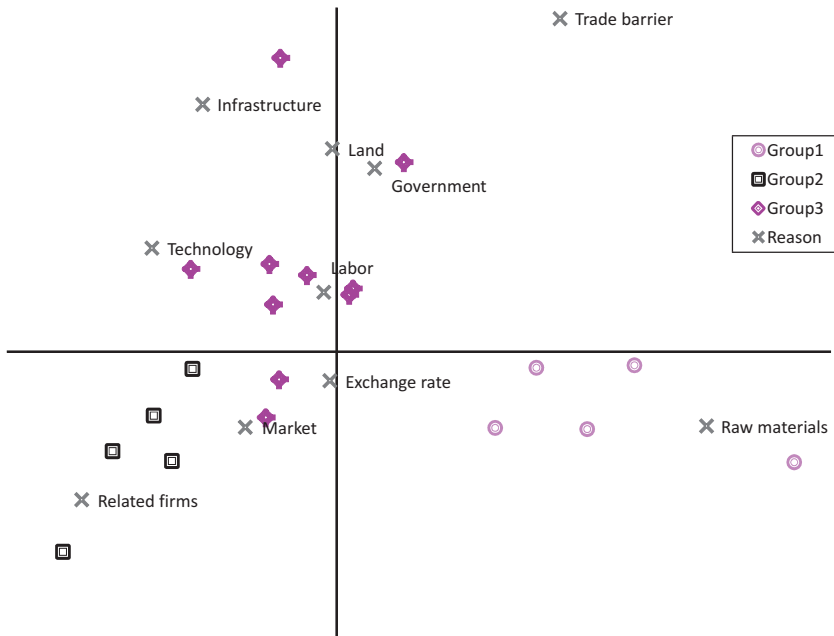 Trade barrier
Infrastructure
Land
Government
Group1
Group2
Group3
Reason
Technology
Labor
Exchange rate
Market
Raw materials
Related firms